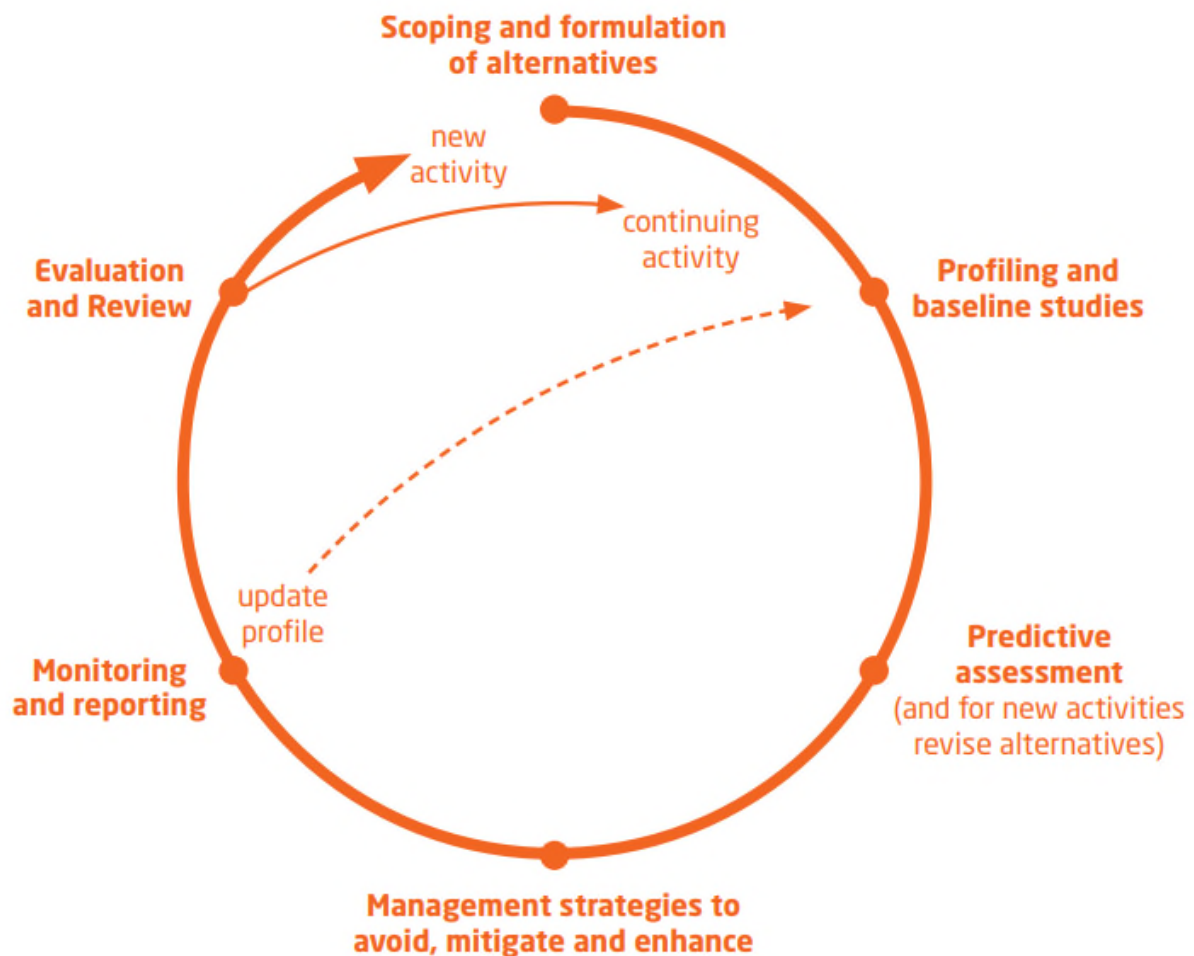 Scoping and formulation
of alternatives
new
activity
continuing
activity
Evaluation
and Review
Profiling and
baseline studies
update
profile
Monitoring
and reporting
Predictive
assessment
(and for new activities
revise alternatives)
Management strategies to
avoid, mitigate and enhance